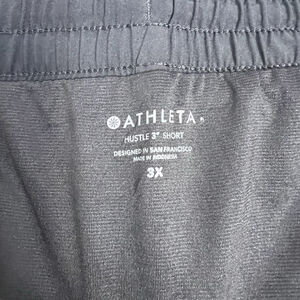 ATHLETA
HUSTLE 3" SHORT
DESIGNED IN SAN FRANCISCO
MADE IN INDONESIA
3X